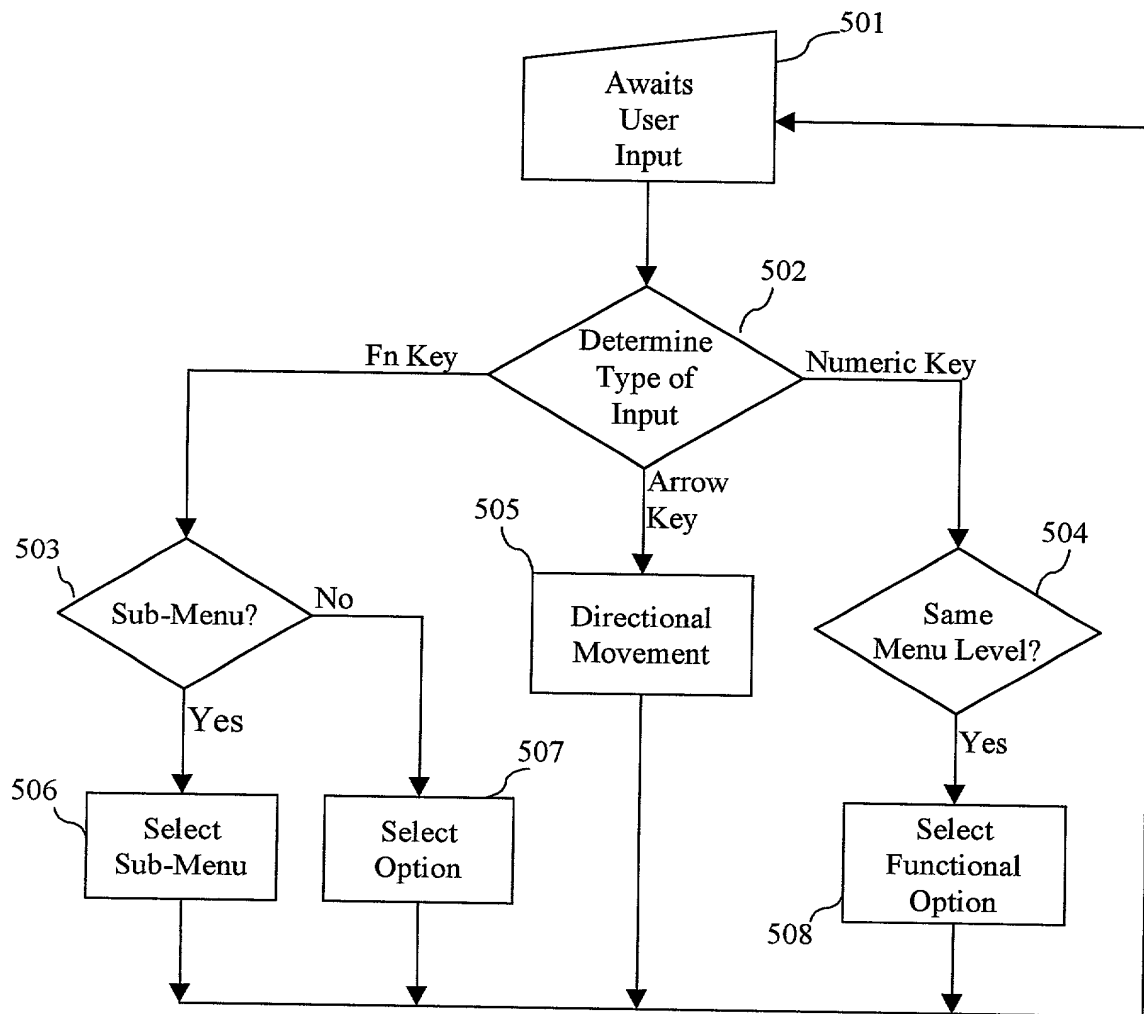 501
Awaits
User
Input
502
Determine
Type of
Input
Fn Key
Numeric Key
Arrow
Key
503
Sub-Menu?
No
Yes
505
Directional
Movement
504
Same
Menu Level?
Yes
506
Select
Sub-Menu
507
Select
Option
508
Select
Functional
Option